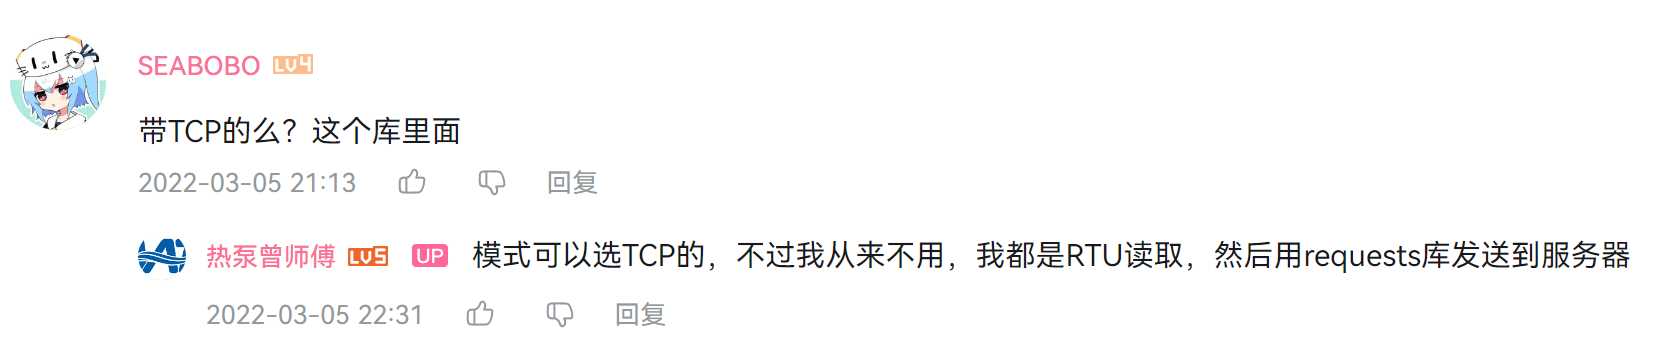 SEABOBO LV4
带TCP的么？这个库里面
2022-03-05 21:13 回复
热泵曾师傅 LV5 UP 模式可以选TCP的，不过我从来不用，我都是RTU读取，然后用requests库发送到服务器
2022-03-05 22:31 回复